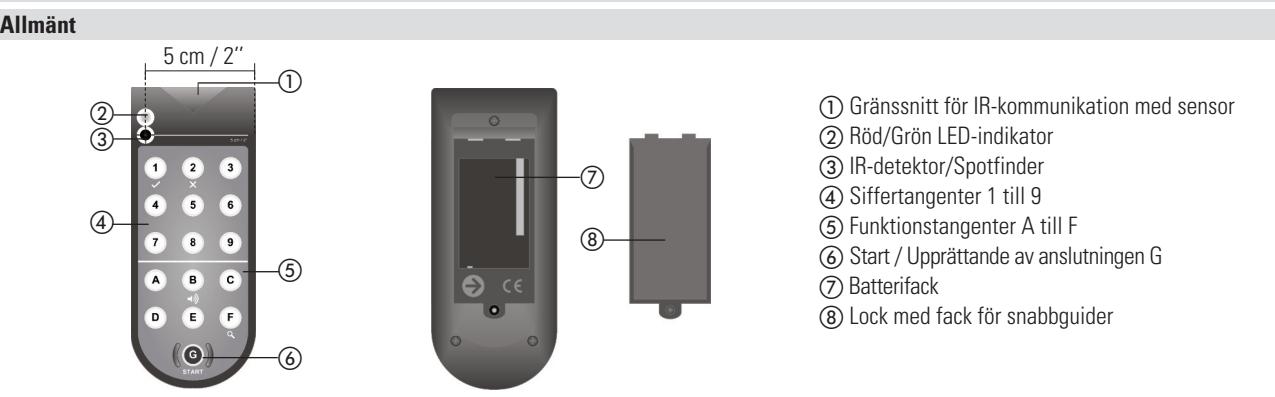 Allmänt
5 cm / 2’’
① Gränssnitt för IR-kommunikation med sensor
② Röd/Grön LED-indikator
③ IR-detektor/Spotfinder
④ Siffertangenter 1 till 9
⑤ Funktionstangenter A till F
⑥ Start / Upprättande av anslutningen G
⑦ Batterifack
⑧ Lock med fack för snabbguider
①
②
③
5 cm / 2"
1 2 3
4 5 6
④
7 8 9
A B C
⑤
D E F
G
⑥
START
⑦
⑧
CE